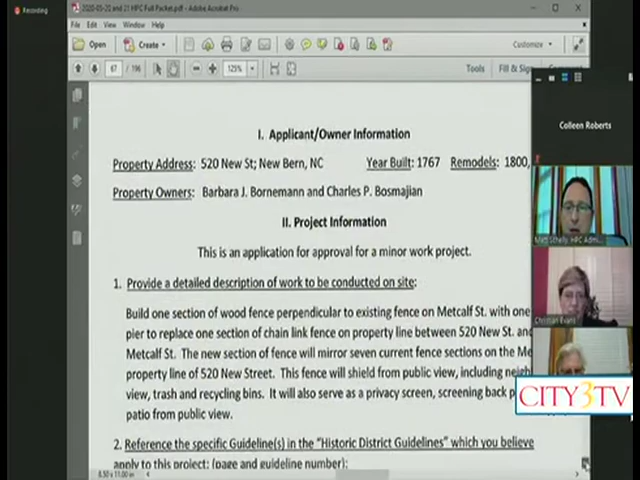 Recording
2020-05-20 and 21 HPC Full Packet.pdf - Adobe Acrobat Pro
File Edit View Window Help
Open Create Customize
67 / 196 125% Tools Fill & Sign
I. Applicant/Owner Information
Property Address: 520 New St; New Bern, NC Year Built: 1767 Remodels: 1800,
Property Owners: Barbara J. Bornemann and Charles P. Bosmajian
II. Project Information
This is an application for approval for a minor work project.
1. Provide a detailed description of work to be conducted on site:
Build one section of wood fence perpendicular to existing fence on Metcalf St. with one
pier to replace one section of chain link fence on property line between 520 New St. and
Metcalf St. The new section of fence will mirror seven current fence sections on the Me
property line of 520 New Street. This fence will shield from public view, including neigh
view, trash and recycling bins. It will also serve as a privacy screen, screening back p
patio from public view.
2. Reference the specific Guideline(s) in the "Historic District Guidelines" which you believe
apply to this project: (page and guideline number):
8.50 x 11.00 in
Colleen Roberts
Matt Schelly, HPC Admi...
Christian Evans
CITY3TV